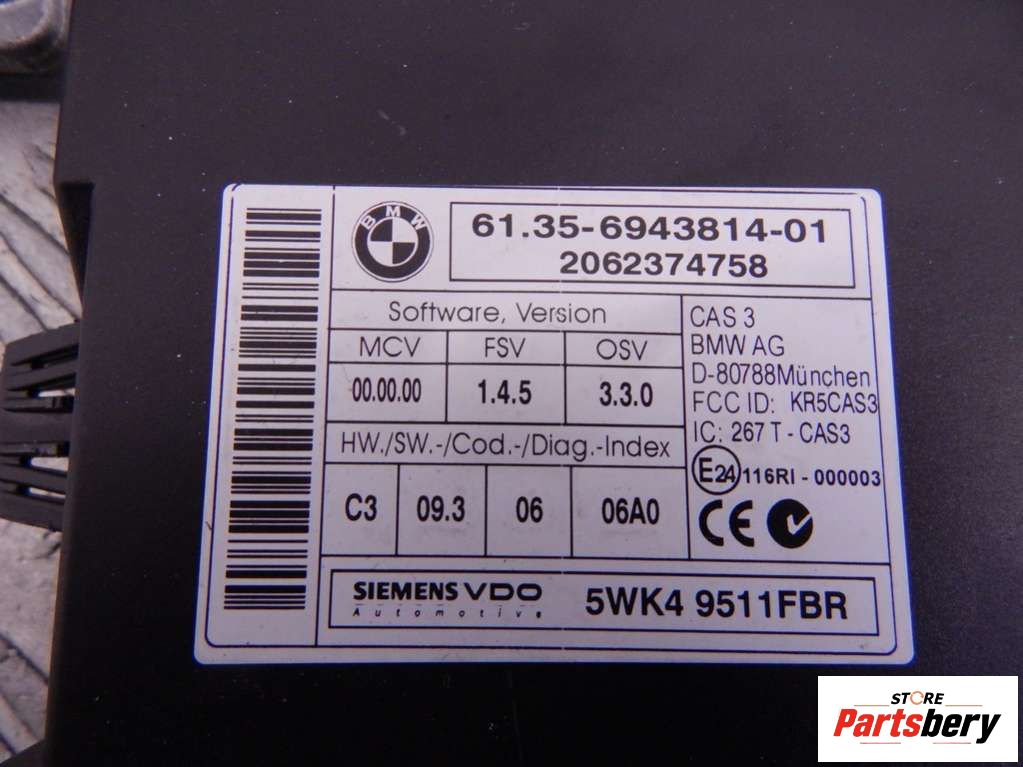 BMW
61.35-6943814-01
2062374758
Software, Version
MCV FSV OSV
00.00.00 1.4.5 3.3.0
HW./SW.-/Cod.-/Diag.-Index
C3 09.3 06 06A0
CAS 3
BMW AG
D-80788München
FCC ID: KR5CAS3
IC: 267 T - CAS3
E24 116RI - 000003
CE
SIEMENS VDO
Automotive
5WK4 9511FBR
STORE
Partsbery